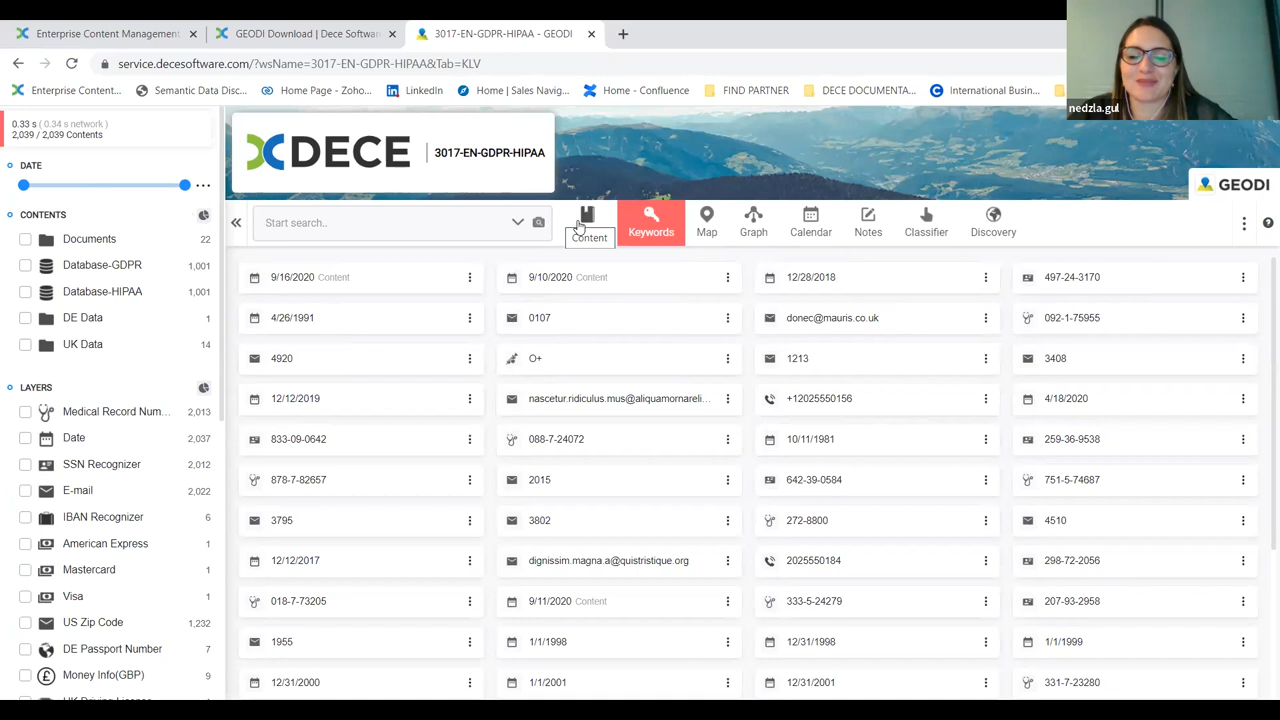 Enterprise Content Management
GEODI Download | Dece Softwar
3017-EN-GDPR-HIPAA - GEODI
service.decesoftware.com/?wsName=3017-EN-GDPR-HIPAA&Tab=KLV
Enterprise Content...
Semantic Data Disc...
Home Page - Zoho...
LinkedIn
Home | Sales Navig...
Home - Confluence
FIND PARTNER
DECE DOCUMENTA...
International Busin...
nedzla.gul
0.33 s ( 0.34 s network )
2,039 / 2,039 Contents
DECE
3017-EN-GDPR-HIPAA
GEODI
DATE
CONTENTS
Documents 22
Database-GDPR 1,001
Database-HIPAA 1,001
DE Data 1
UK Data 14
LAYERS
Medical Record Num... 2,013
Date 2,037
SSN Recognizer 2,012
E-mail 2,022
IBAN Recognizer 6
American Express 1
Mastercard 1
Visa 1
US Zip Code 1,232
DE Passport Number 7
Money Info(GBP) 9
Start search..
Content
Keywords
Map
Graph
Calendar
Notes
Classifier
Discovery
9/16/2020 Content
9/10/2020 Content
12/28/2018
497-24-3170
4/26/1991
0107
donec@mauris.co.uk
092-1-75955
4920
O+
1213
3408
12/12/2019
nascetur.ridiculus.mus@aliquamornareli...
+12025550156
4/18/2020
833-09-0642
088-7-24072
10/11/1981
259-36-9538
878-7-82657
2015
642-39-0584
751-5-74687
3795
3802
272-8800
4510
12/12/2017
dignissim.magna.a@quistristique.org
2025550184
298-72-2056
018-7-73205
9/11/2020 Content
333-5-24279
207-93-2958
1955
1/1/1998
12/31/1998
1/1/1999
12/31/2000
1/1/2001
12/31/2001
331-7-23280